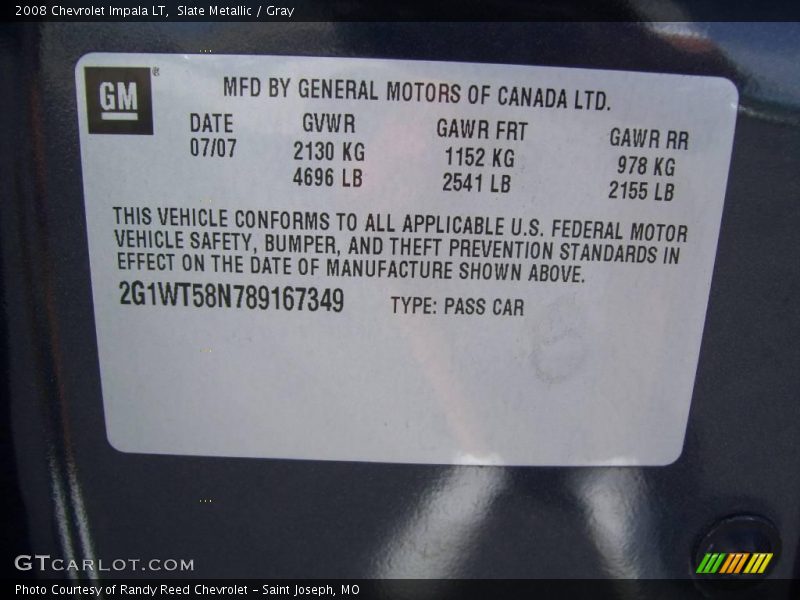 2008 Chevrolet Impala LT, Slate Metallic / Gray
GM ®
MFD BY GENERAL MOTORS OF CANADA LTD.
DATE GVWR GAWR FRT GAWR RR
07/07 2130 KG 1152 KG 978 KG
4696 LB 2541 LB 2155 LB
THIS VEHICLE CONFORMS TO ALL APPLICABLE U.S. FEDERAL MOTOR
VEHICLE SAFETY, BUMPER, AND THEFT PREVENTION STANDARDS IN
EFFECT ON THE DATE OF MANUFACTURE SHOWN ABOVE.
2G1WT58N789167349 TYPE: PASS CAR
GTCARLOT.COM
Photo Courtesy of Randy Reed Chevrolet - Saint Joseph, MO